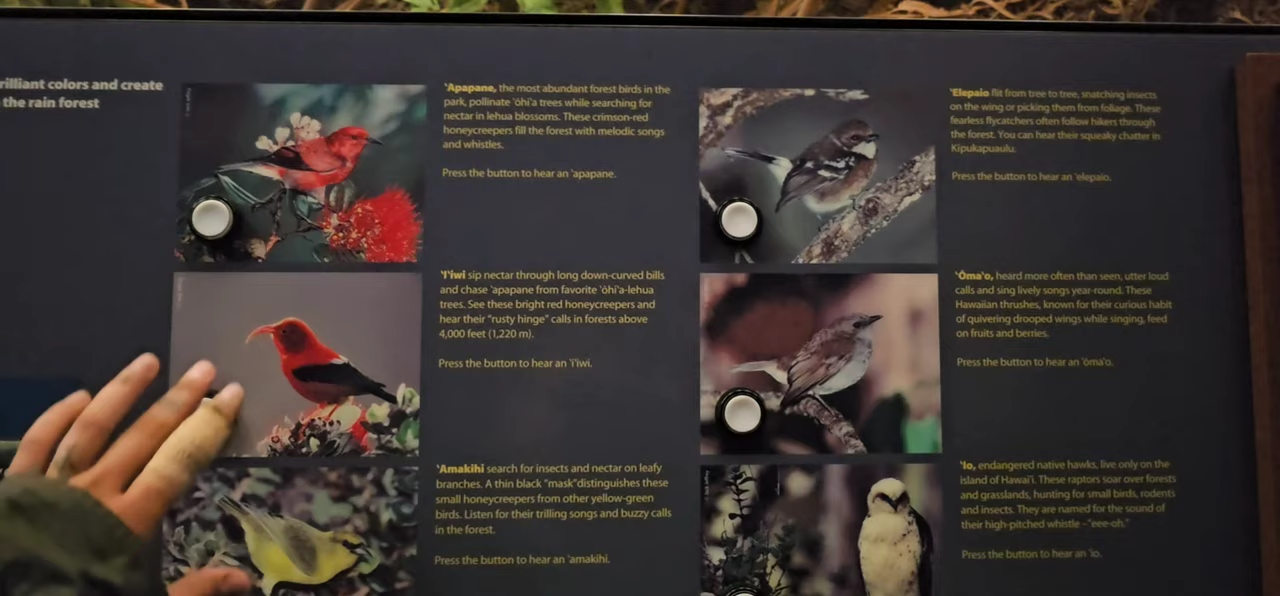 rilliant colors and create
the rain forest
'Apapane, the most abundant forest birds in the
park, pollinate 'ōhi'a trees while searching for
nectar in lehua blossoms. These crimson-red
honeycreepers fill the forest with melodic songs
and whistles.
Press the button to hear an 'apapane.
'I'iwi sip nectar through long down-curved bills
and chase 'apapane from favorite 'ōhi'a-lehua
trees. See these bright red honeycreepers and
hear their "rusty hinge" calls in forests above
4,000 feet (1,220 m).
Press the button to hear an 'i'iwi.
'Amakihi search for insects and nectar on leafy
branches. A thin black "mask"distinguishes these
small honeycreepers from other yellow-green
birds. Listen for their trilling songs and buzzy calls
in the forest.
Press the button to hear an 'amakihi.
'Elepaio flit from tree to tree, snatching insects
on the wing or picking them from foliage. These
fearless flycatchers often follow hikers through
the forest. You can hear their squeaky chatter in
Kīpukapuaulu.
Press the button to hear an 'elepaio.
'Ōma'o, heard more often than seen, utter loud
calls and sing lively songs year-round. These
Hawaiian thrushes, known for their curious habit
of quivering drooped wings while singing, feed
on fruits and berries.
Press the button to hear an 'ōma'o.
'Io, endangered native hawks, live only on the
island of Hawai'i. These raptors soar over forests
and grasslands, hunting for small birds, rodents
and insects. They are named for the sound of
their high-pitched whistle –"eee-oh."
Press the button to hear an 'io.